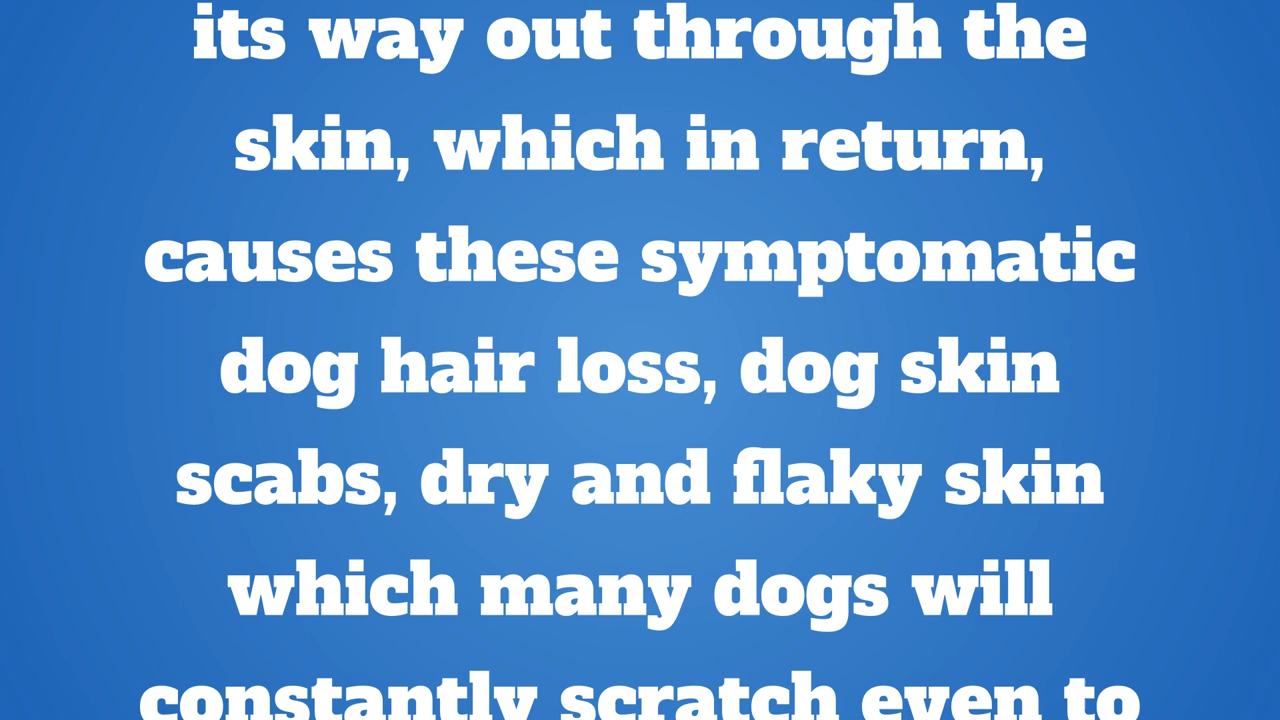 its way out through the
skin, which in return,
causes these symptomatic
dog hair loss, dog skin
scabs, dry and flaky skin
which many dogs will
constantly scratch even to